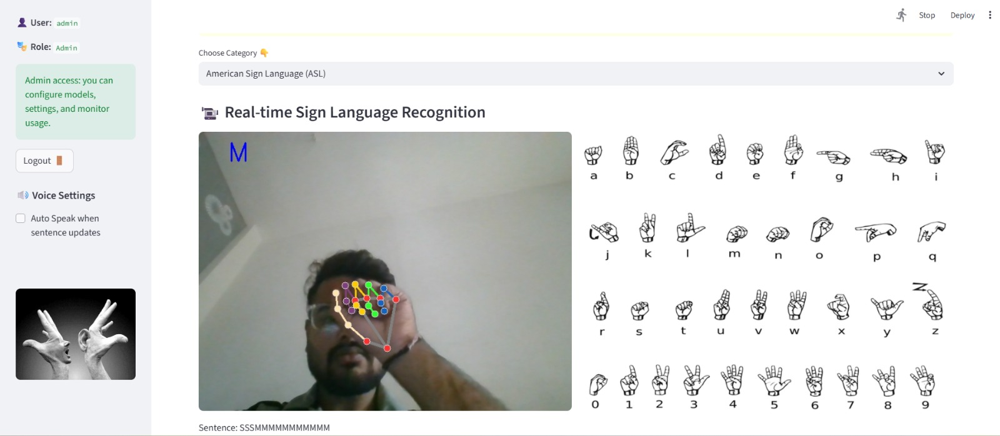 User: admin
Role: Admin
Admin access: you can
configure models,
settings, and monitor
usage.
Logout
Voice Settings
Auto Speak when
sentence updates
Stop Deploy
Choose Category
American Sign Language (ASL)
Real-time Sign Language Recognition
M
a b c d e f g h i
j k l m n o p q
Z
r s t u v w x y z
0 1 2 3 4 5 6 7 8 9
Sentence: SSSMMMMMMMMMMM